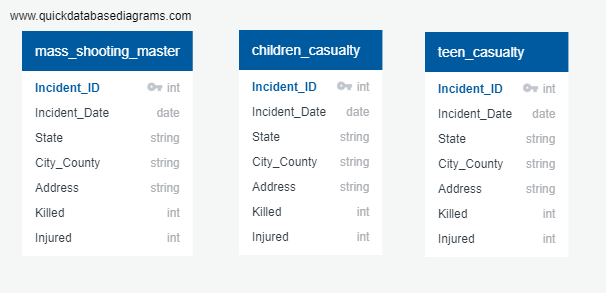 www.quickdatabasediagrams.com
mass_shooting_master
Incident_ID int
Incident_Date date
State string
City_County string
Address string
Killed int
Injured int
children_casualty
Incident_ID int
Incident_Date date
State string
City_County string
Address string
Killed int
Injured int
teen_casualty
Incident_ID int
Incident_Date date
State string
City_County string
Address string
Killed int
Injured int